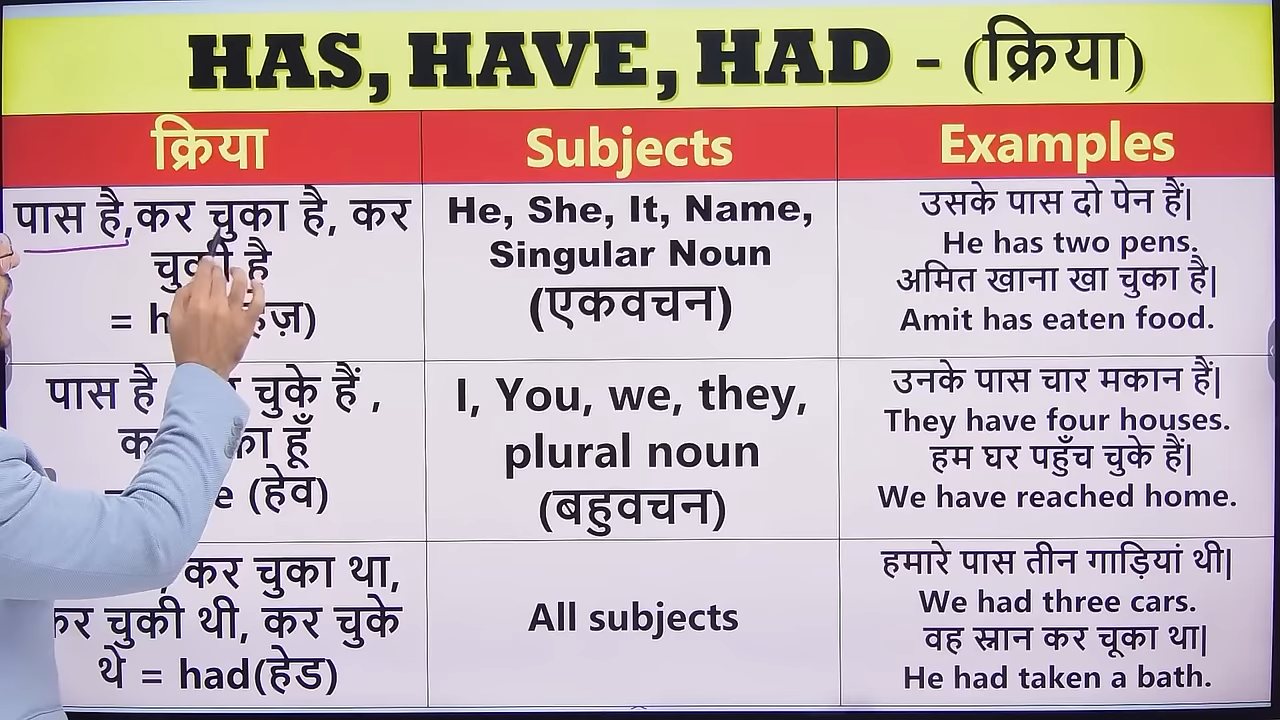 HAS, HAVE, HAD - (क्रिया)
क्रिया
Subjects
Examples
पास है,कर चुका है, कर
है
=
He, She, It, Name,
Singular Noun
(एकवचन)
उसके पास दो पेन हैं|
He has two pens.
अमित खाना खा चुका है|
Amit has eaten food.
पास है चुके हैं ,
हूँ
(हेव)
I, You, we, they,
plural noun
(बहुवचन)
उनके पास चार मकान हैं|
They have four houses.
हम घर पहुँच चुके हैं|
We have reached home.
कर चुका था,
कर चुकी थी, कर चुके
थे = had(हेड)
All subjects
हमारे पास तीन गाड़ियां थी|
We had three cars.
वह स्नान कर चूका था|
He had taken a bath.